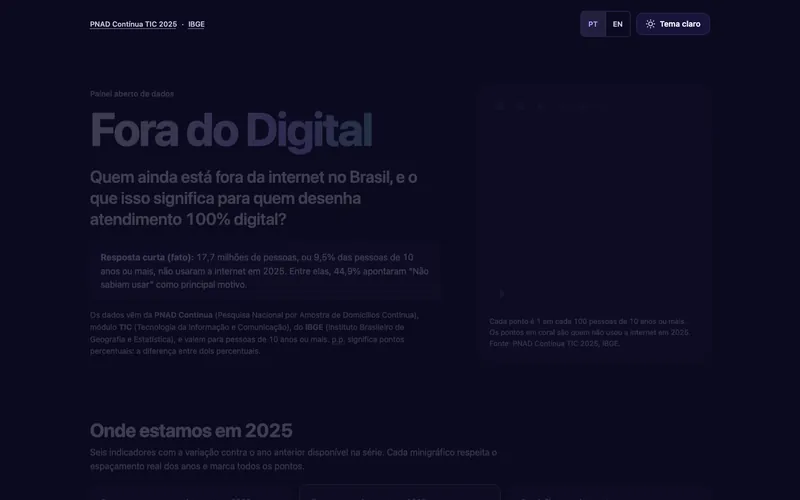 PNAD Contínua TIC 2025 · IBGE
PT EN Tema claro
Painel aberto de dados
Fora do Digital
Quem ainda está fora da internet no Brasil, e o
que isso significa para quem desenha
atendimento 100% digital?
Resposta curta (fato): 17,7 milhões de pessoas, ou 9,5% das pessoas de 10
anos ou mais, não usaram a internet em 2025. Entre elas, 44,9% apontaram "Não
sabiam usar" como principal motivo.
Os dados vêm da PNAD Contínua (Pesquisa Nacional por Amostra de Domicílios Contínua),
módulo TIC (Tecnologia da Informação e Comunicação), do IBGE (Instituto Brasileiro de
Geografia e Estatística), e valem para pessoas de 10 anos ou mais. p.p. significa pontos
percentuais: a diferença entre dois percentuais.
Cada ponto é 1 em cada 100 pessoas de 10 anos ou mais.
Os pontos em coral são quem não usou a internet em 2025.
Fonte: PNAD Contínua TIC 2025, IBGE.
Onde estamos em 2025
Seis indicadores com a variação contra o ano anterior disponível na série. Cada minigráfico respeita o
espaçamento real dos anos e marca todos os pontos.